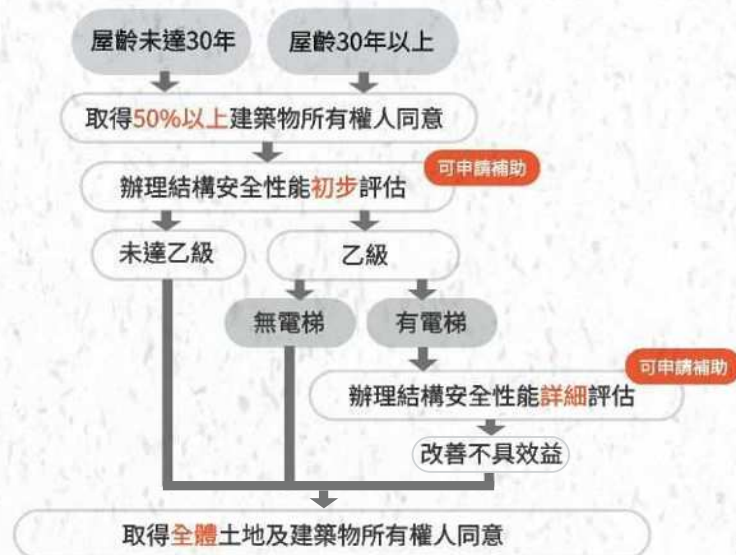 屋齡未達30年
屋齡30年以上
取得50%以上建築物所有權人同意
可申請補助
辦理結構安全性能初步評估
未達乙級
乙級
無電梯
有電梯
可申請補助
辦理結構安全性能詳細評估
改善不具效益
取得全體土地及建築物所有權人同意